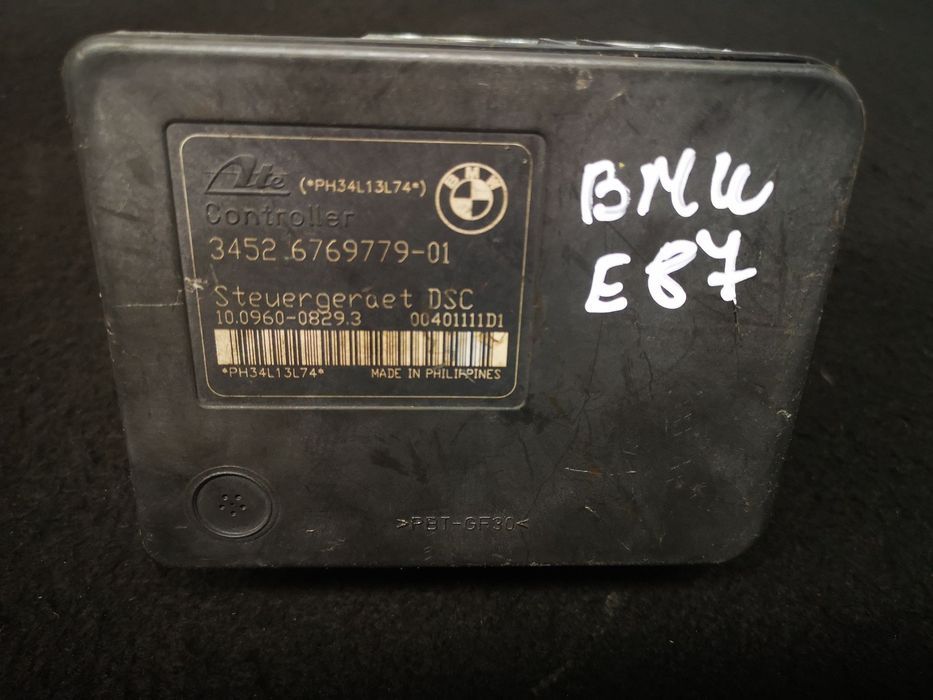 Ate (*PH34L13L74*)
BMW
Controller
3452 6769779-01
Steuergeraet DSC
10.0960-0829.3 00401111D1
*PH34L13L74* MADE IN PHILIPPINES
BMW
E87
>PBT-GF30<